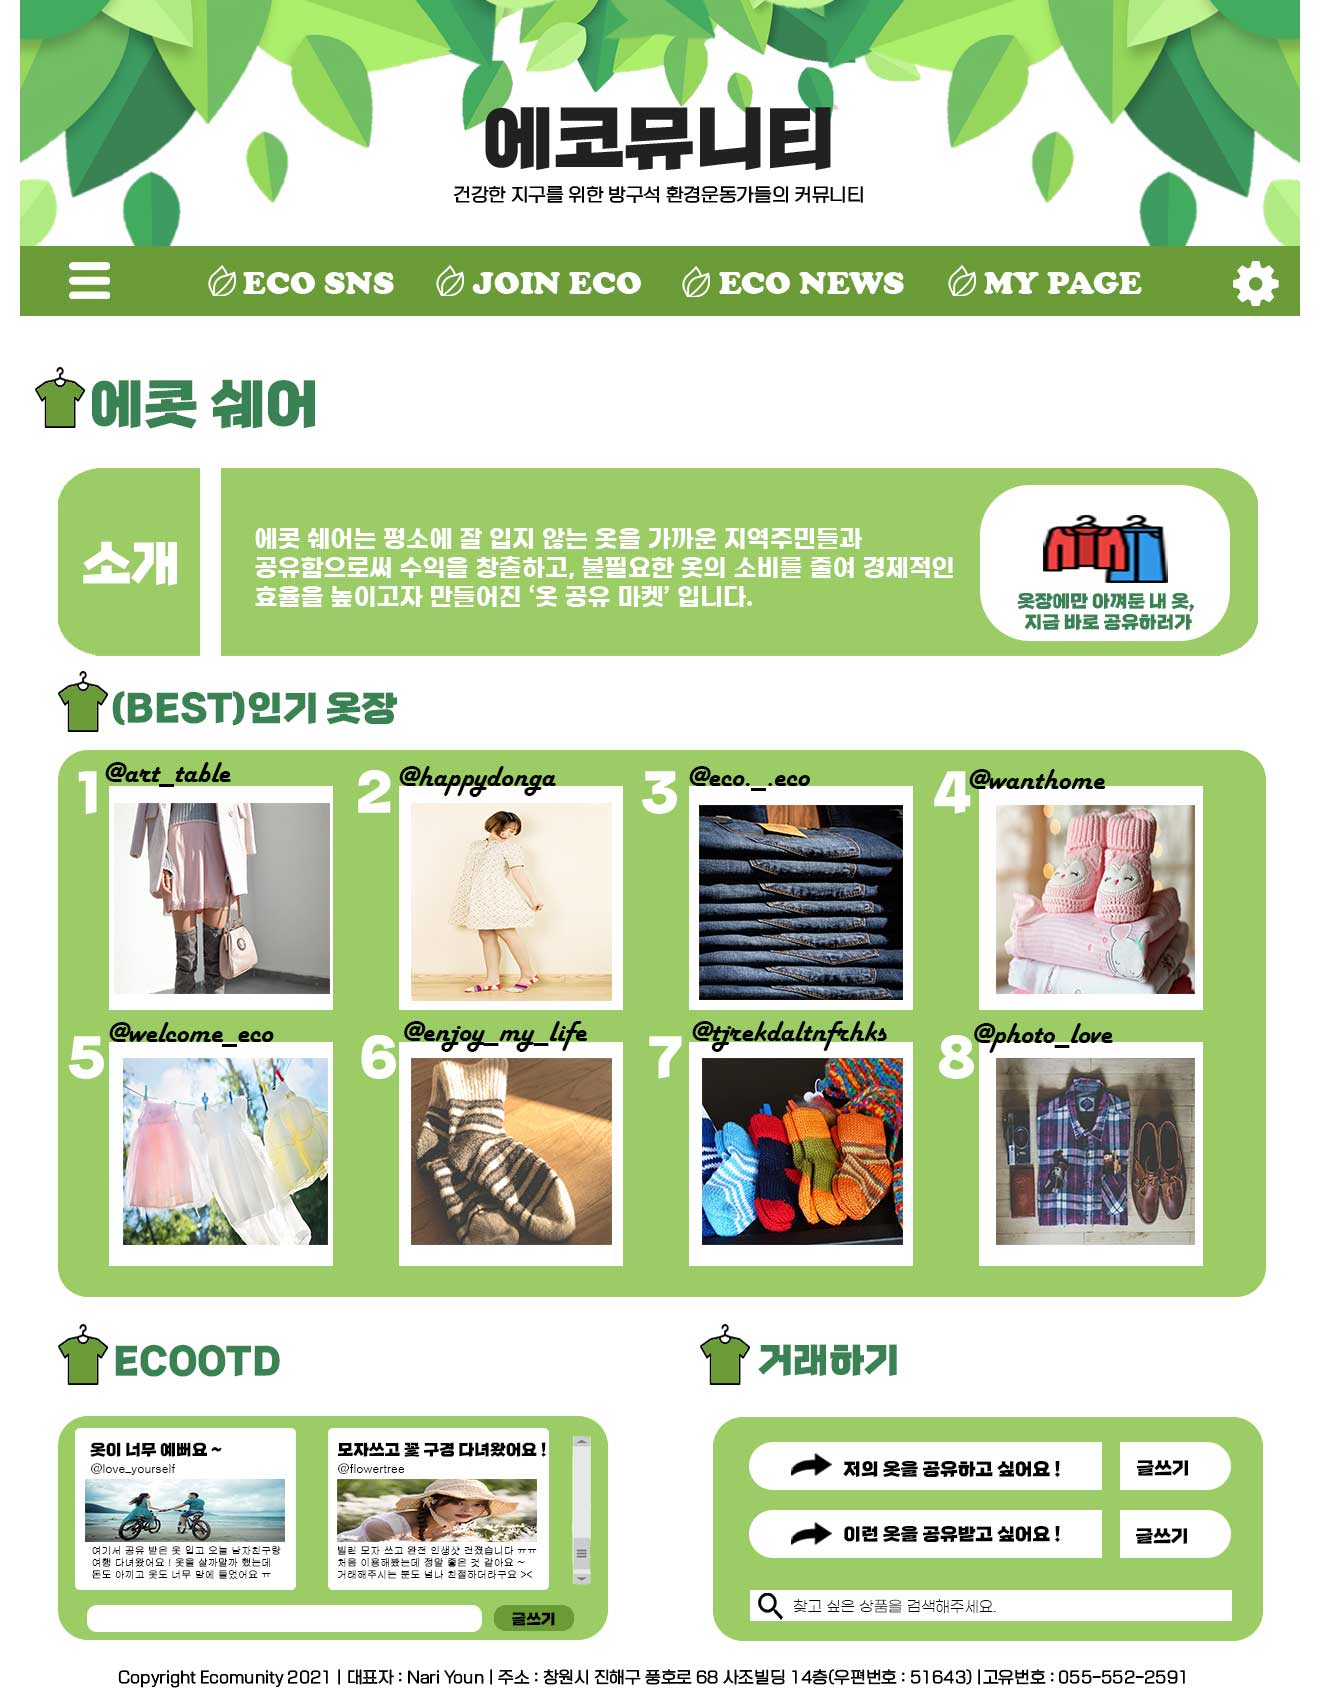 에코뮤니티
건강한 지구를 위한 방구석 환경운동가들의 커뮤니티
ECO SNS JOIN ECO ECO NEWS MY PAGE
에콧 쉐어
소개
에콧 쉐어는 평소에 잘 입지 않는 옷을 가까운 지역주민들과
공유함으로써 수익을 창출하고, 불필요한 옷의 소비를 줄여 경제적인
효율을 높이고자 만들어진 ‘옷 공유 마켓’ 입니다.
옷장에만 아껴둔 내 옷,
지금 바로 공유하러가
(BEST)인기 옷장
1 @art_table
2 @happydonga
3 @eco._.eco
4 @wanthome
5 @welcome_eco
6 @enjoy_my_life
7 @tjrekdaltnfrhks
8 @photo_love
ECOOTD
옷이 너무 예뻐요 ~
@love_yourself
여기서 공유 받은 옷 입고 오늘 남자친구랑
여행 다녀왔어요 ! 옷을 살까말까 했는데
돈도 아끼고 옷도 너무 맘에 들었어요 ㅠ
모자쓰고 꽃 구경 다녀왔어요 !
@flowertree
빌린 모자 쓰고 완전 인생샷 건졌습니다 ㅠㅠ
처음 이용해봤는데 정말 좋은 것 같아요 ~
거래해주시는 분도 넘나 친절하더라구요 ><
글쓰기
거래하기
저의 옷을 공유하고 싶어요 ! 글쓰기
이런 옷을 공유받고 싶어요 ! 글쓰기
찾고 싶은 상품을 검색해주세요.
Copyright Ecomunity 2021 | 대표자 : Nari Youn | 주소 : 창원시 진해구 풍호로 68 사조빌딩 14층(우편번호 : 51643) |고유번호 : 055-552-2591